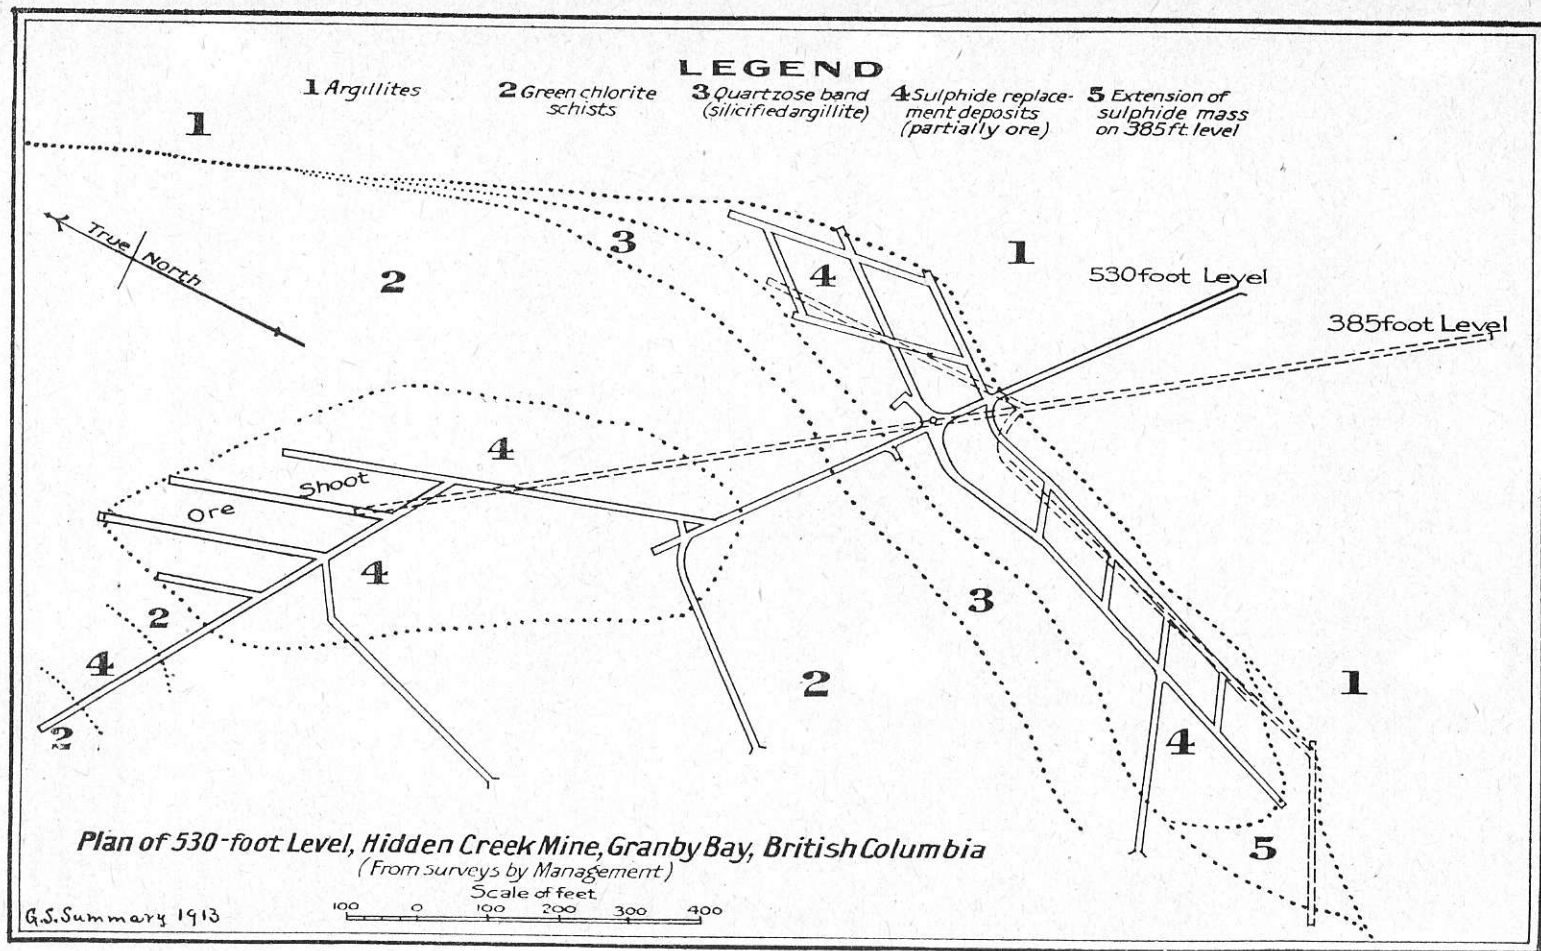 LEGEND
1 Argillites
2 Green chlorite
schists
3 Quartzose band
(silicified argillite)
4 Sulphide replace-
ment deposits
(partially ore)
5 Extension of
sulphide mass
on 385 ft level
1
True North
2
3
4
1
530 foot Level
385 foot Level
4
Shoot
Ore
4
2
4
2
3
2
1
4
5
Plan of 530-foot Level, Hidden Creek Mine, Granby Bay, British Columbia
(From surveys by Management)
Scale of feet
100 0 100 200 300 400
G.S. Summary 1913